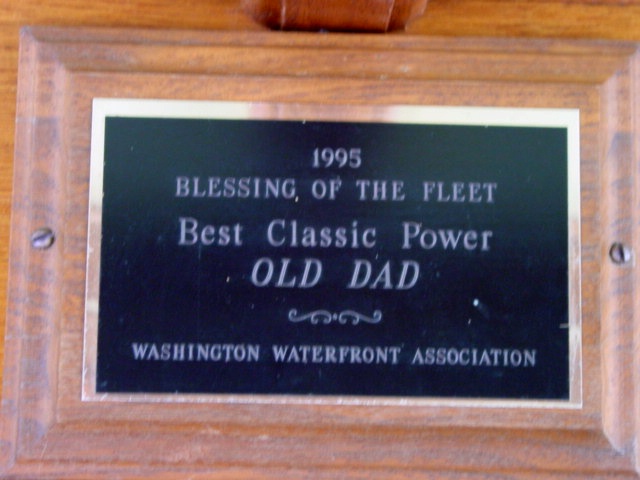 1995
BLESSING OF THE FLEET
Best Classic Power
OLD DAD
WASHINGTON WATERFRONT ASSOCIATION